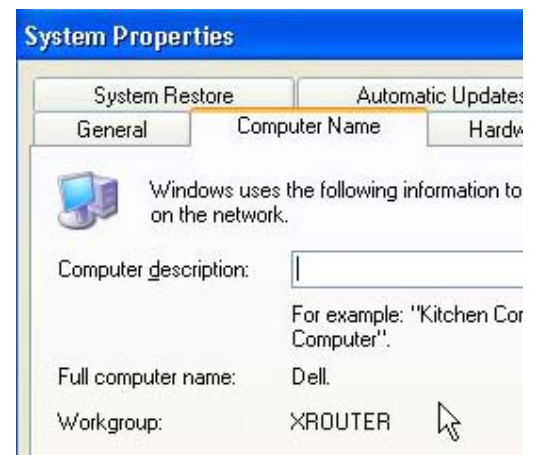 System Properties
System Restore Automatic Updates
General Computer Name
Windows uses the following information to
on the network.
Computer description:
For example: "Kitchen
Computer".
Full computer name: Dell.
Workgroup: XROUTER